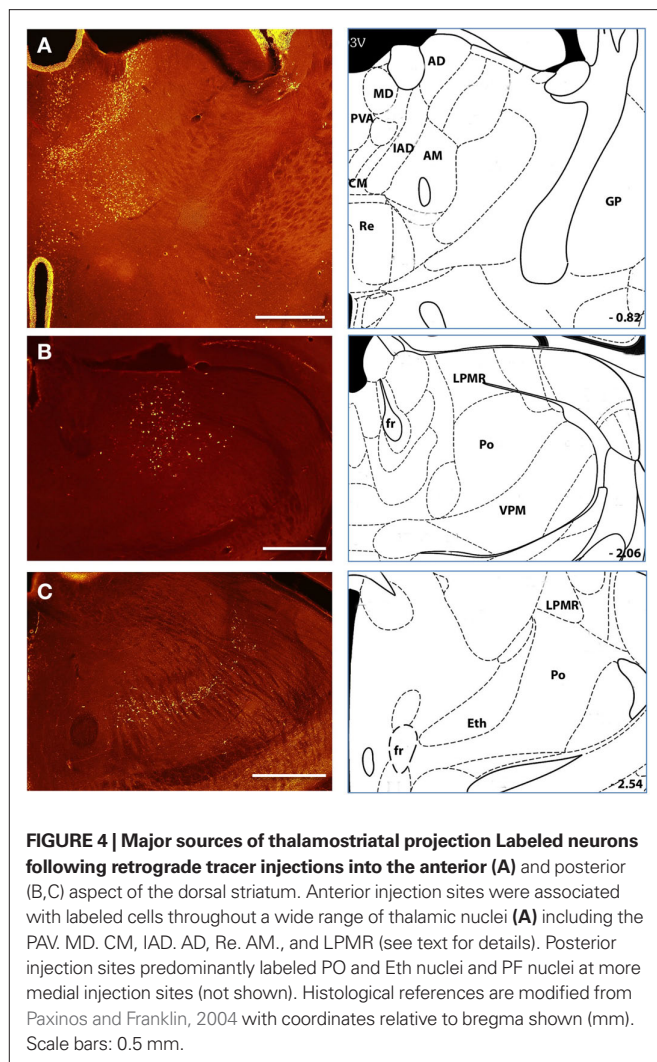 A
3V
AD
MD
PVA
IAD
AM
CM
Re
GP
- 0.82
B
LPMR
fr
Po
VPM
- 2.06
C
LPMR
Po
Eth
fr
- 2.54
FIGURE 4 | Major sources of thalamostriatal projection Labeled neurons
following retrograde tracer injections into the anterior (A) and posterior
(B,C) aspect of the dorsal striatum. Anterior injection sites were associated
with labeled cells throughout a wide range of thalamic nuclei (A) including the
PAV. MD. CM, IAD. AD, Re. AM., and LPMR (see text for details). Posterior
injection sites predominantly labeled PO and Eth nuclei and PF nuclei at more
medial injection sites (not shown). Histological references are modified from
Paxinos and Franklin, 2004 with coordinates relative to bregma shown (mm).
Scale bars: 0.5 mm.